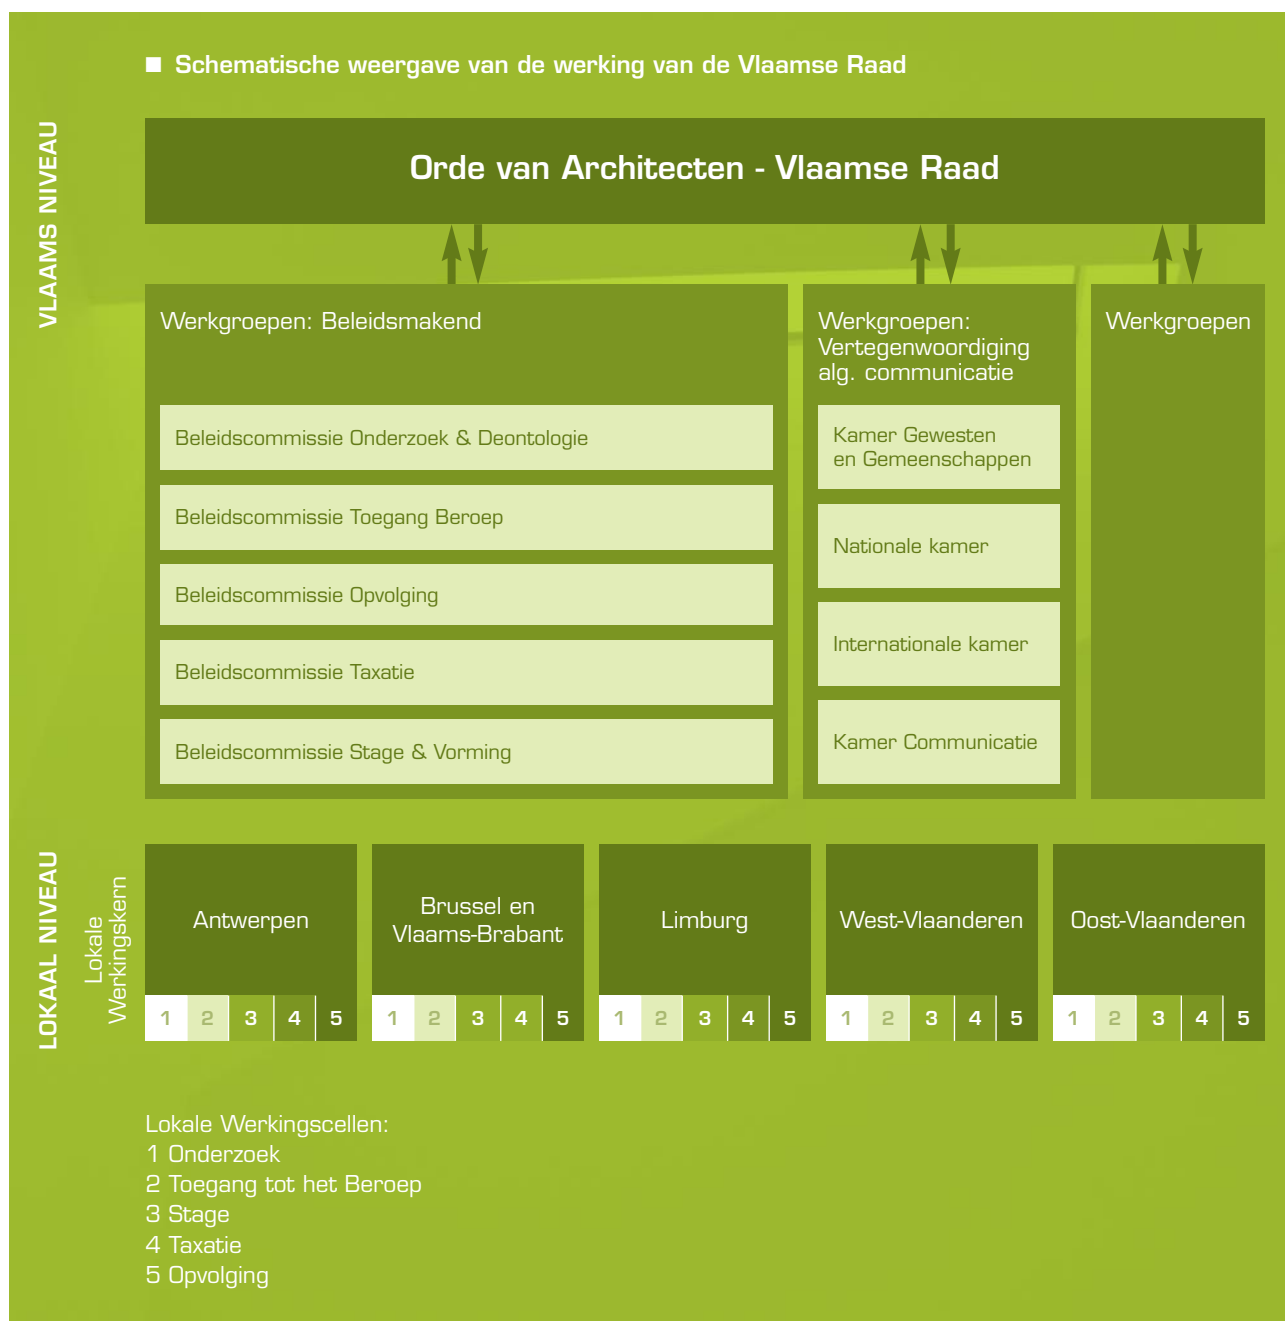 Schematische weergave van de werking van de Vlaamse Raad
VLAAMS NIVEAU
Orde van Architecten - Vlaamse Raad
Werkgroepen: Beleidsmakend
Beleidscommissie Onderzoek & Deontologie
Beleidscommissie Toegang Beroep
Beleidscommissie Opvolging
Beleidscommissie Taxatie
Beleidscommissie Stage & Vorming
Werkgroepen:
Vertegenwoordiging
alg. communicatie
Kamer Gewesten
en Gemeenschappen
Nationale kamer
Internationale kamer
Kamer Communicatie
Werkgroepen
LOKAAL NIVEAU
Lokale
Werkingskern
Antwerpen
1 2 3 4 5
Brussel en
Vlaams-Brabant
1 2 3 4 5
Limburg
1 2 3 4 5
West-Vlaanderen
1 2 3 4 5
Oost-Vlaanderen
1 2 3 4 5
Lokale Werkingscellen:
1 Onderzoek
2 Toegang tot het Beroep
3 Stage
4 Taxatie
5 Opvolging